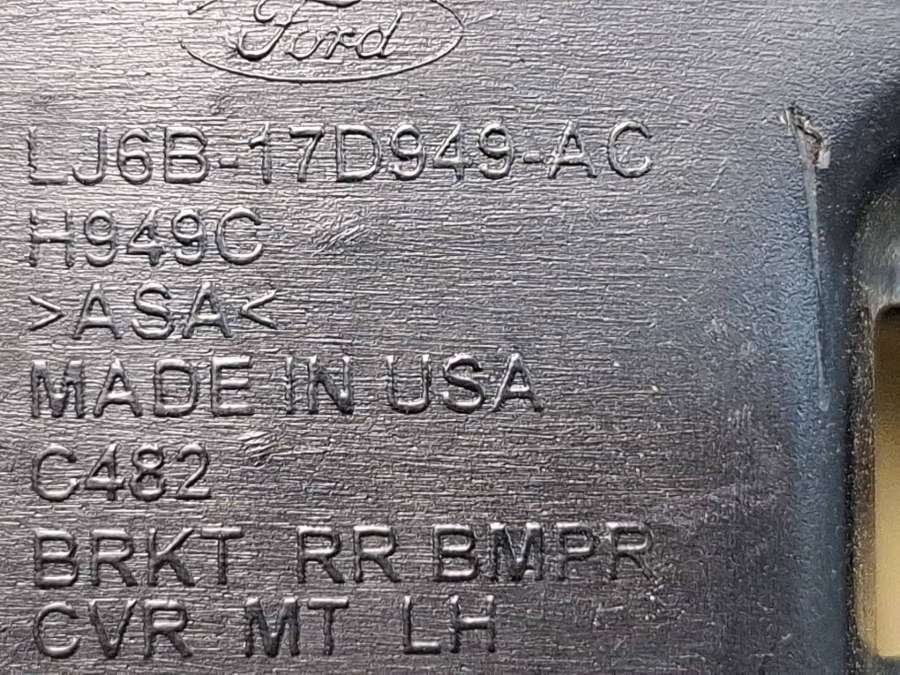 Ford
LJ6B-17D949-AC
H949C
>ASA<
MADE IN USA
C482
BRKT RR BMPR
CVR MT LH